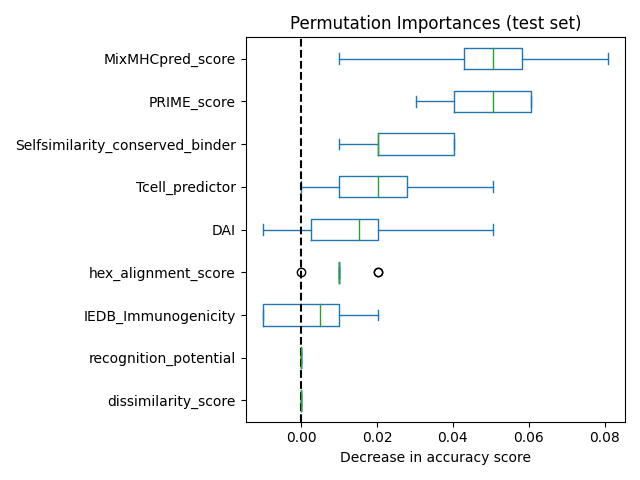 Permutation Importances (test set)
MixMHCpred_score
PRIME_score
Selfsimilarity_conserved_binder
Tcell_predictor
DAI
hex_alignment_score
IEDB_Immunogenicity
recognition_potential
dissimilarity_score
0.00 0.02 0.04 0.06 0.08
Decrease in accuracy score